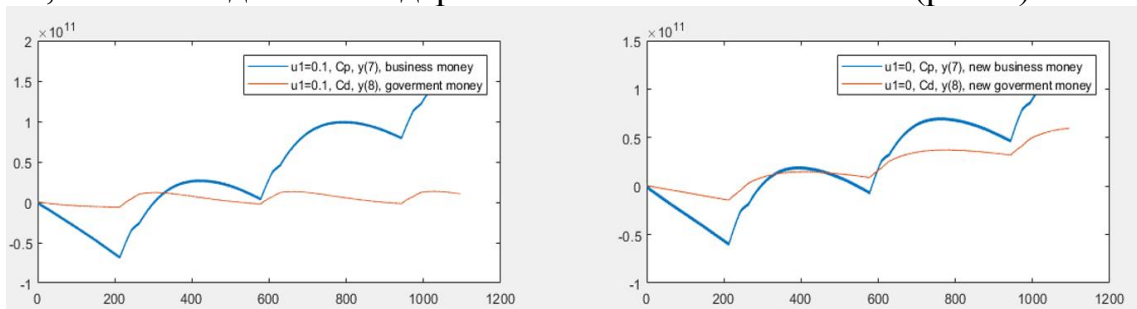 × 10¹¹
2
1.5
1
0.5
0
-0.5
-1
0 200 400 600 800 1000 1200
u1=0.1, Cp, y(7), business money
u1=0.1, Cd, y(8), goverment money
× 10¹¹
1.5
1
0.5
0
-0.5
-1
0 200 400 600 800 1000 1200
u1=0, Cp, y(7), new business money
u1=0, Cd, y(8), new goverment money